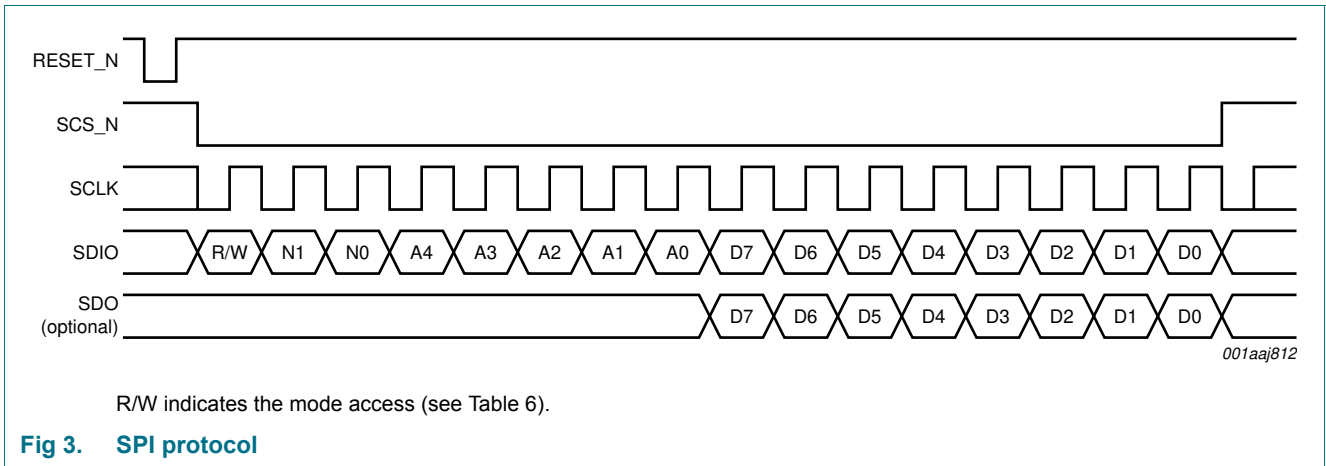 RESET_N
SCS_N
SCLK
SDIO R/W N1 N0 A4 A3 A2 A1 A0 D7 D6 D5 D4 D3 D2 D1 D0
SDO
(optional) D7 D6 D5 D4 D3 D2 D1 D0
001aaj812
R/W indicates the mode access (see Table 6).
Fig 3. SPI protocol